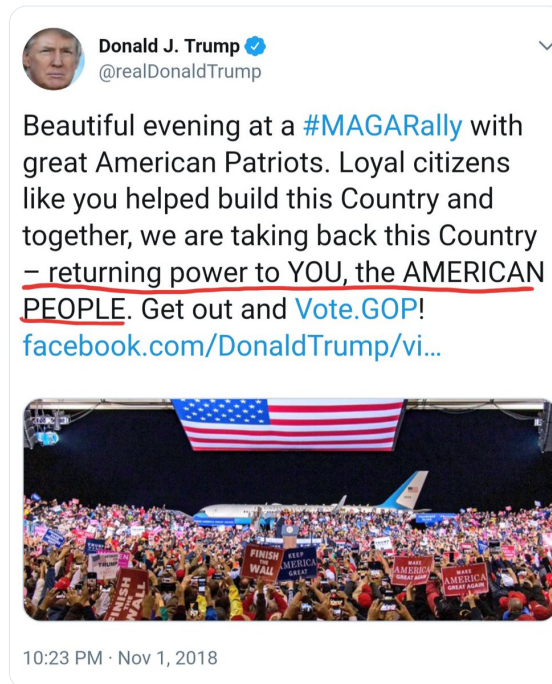 Donald J. Trump
@realDonaldTrump
Beautiful evening at a #MAGARally with
great American Patriots. Loyal citizens
like you helped build this Country and
together, we are taking back this Country
– returning power to YOU, the AMERICAN
PEOPLE. Get out and Vote.GOP!
facebook.com/DonaldTrump/vi...
FINISH
THE
WALL
KEEP
AMERICA
GREAT
MAKE
AMERICA
GREAT AGAIN
MAKE
AMERICA
GREAT AGAIN
TRUMP
FINISH
WALL
10:23 PM · Nov 1, 2018